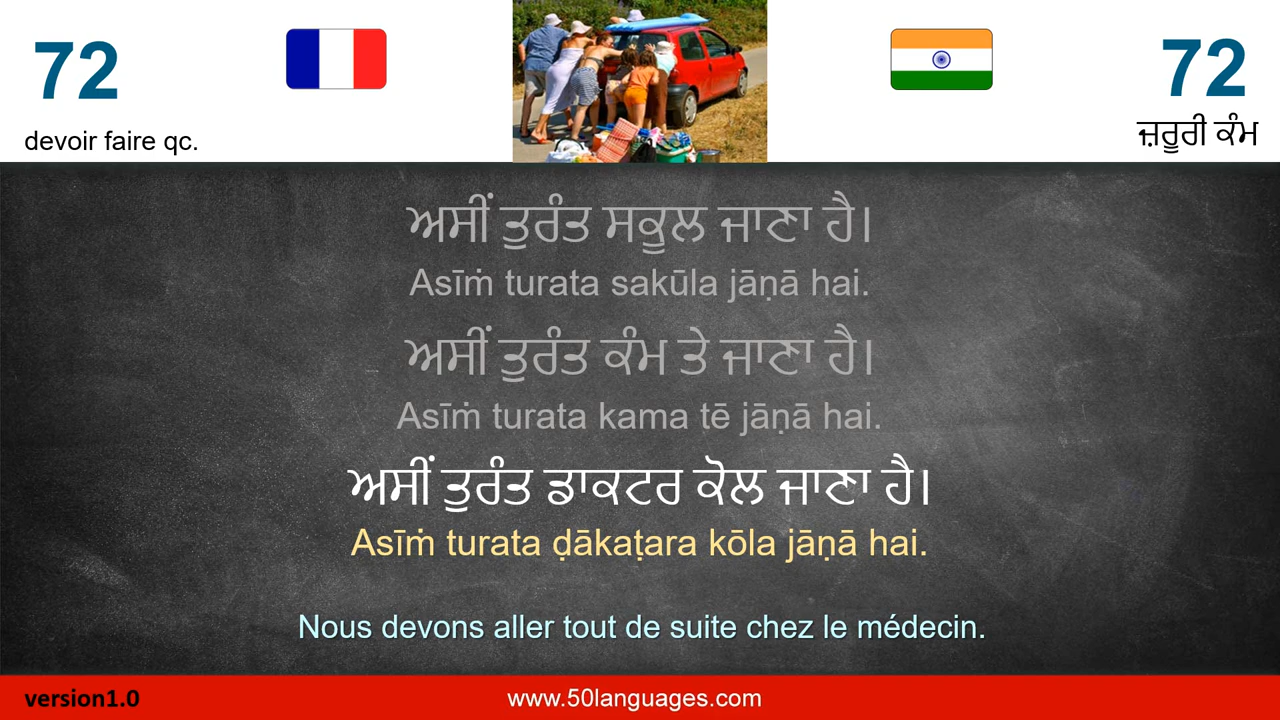 72
72
devoir faire qc.
ਜ਼ਰੂਰੀ ਕੰਮ
ਅਸੀਂ ਤੁਰੰਤ ਸਕੂਲ ਜਾਣਾ ਹੈ।
Asīṁ turata sakūla jāṇā hai.
ਅਸੀਂ ਤੁਰੰਤ ਕੰਮ ਤੇ ਜਾਣਾ ਹੈ।
Asīṁ turata kama tē jāṇā hai.
ਅਸੀਂ ਤੁਰੰਤ ਡਾਕਟਰ ਕੋਲ ਜਾਣਾ ਹੈ।
Asīṁ turata ḍākaṭara kōla jāṇā hai.
Nous devons aller tout de suite chez le médecin.
version1.0
www.50languages.com